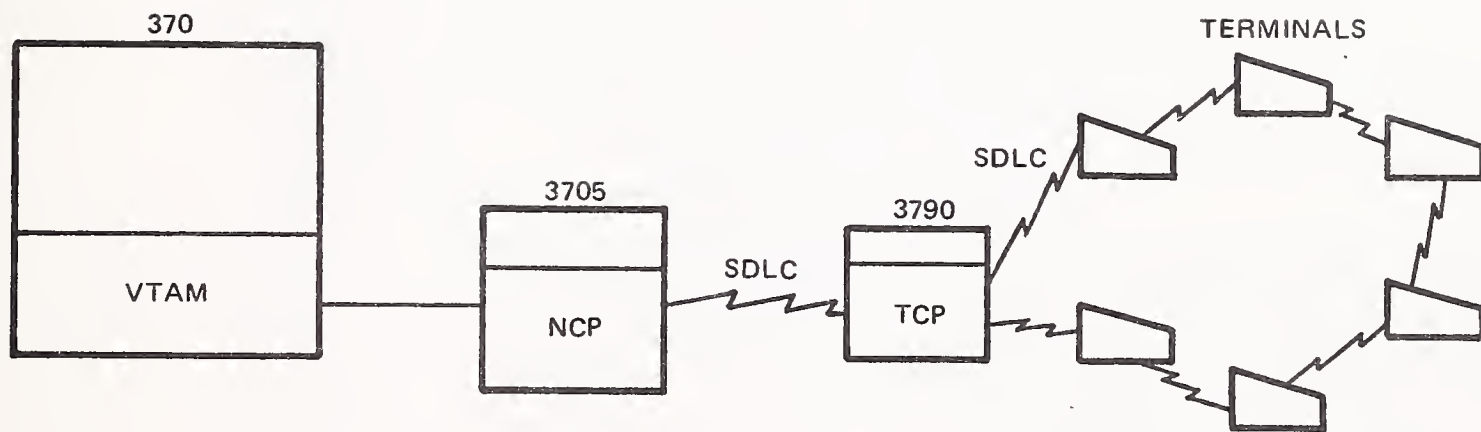 370
VTAM
3705
NCP
SDLC
3790
TCP
SDLC
TERMINALS